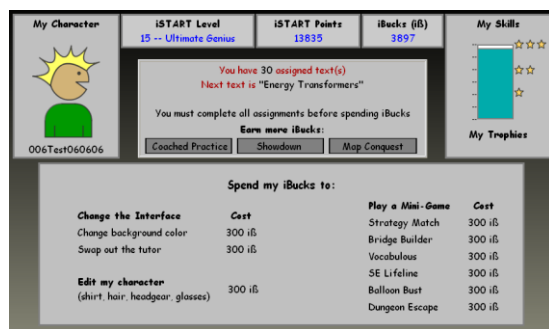 My Character
006Test060606
iSTART Level
15 -- Ultimate Genius
iSTART Points
13835
iBucks (iß)
3897
My Skills
My Trophies
You have 30 assigned text(s)
Next text is "Energy Transformers"
You must complete all assignments before spending iBucks
Earn more iBucks:
Coached Practice
Showdown
Map Conquest
Spend my iBucks to:
Change the Interface Cost
Change background color 300 iß
Swap out the tutor 300 iß
Edit my character
(shirt, hair, headgear, glasses) 300 iß
Play a Mini-Game Cost
Strategy Match 300 iß
Bridge Builder 300 iß
Vocabulous 300 iß
SE Lifeline 300 iß
Balloon Bust 300 iß
Dungeon Escape 300 iß